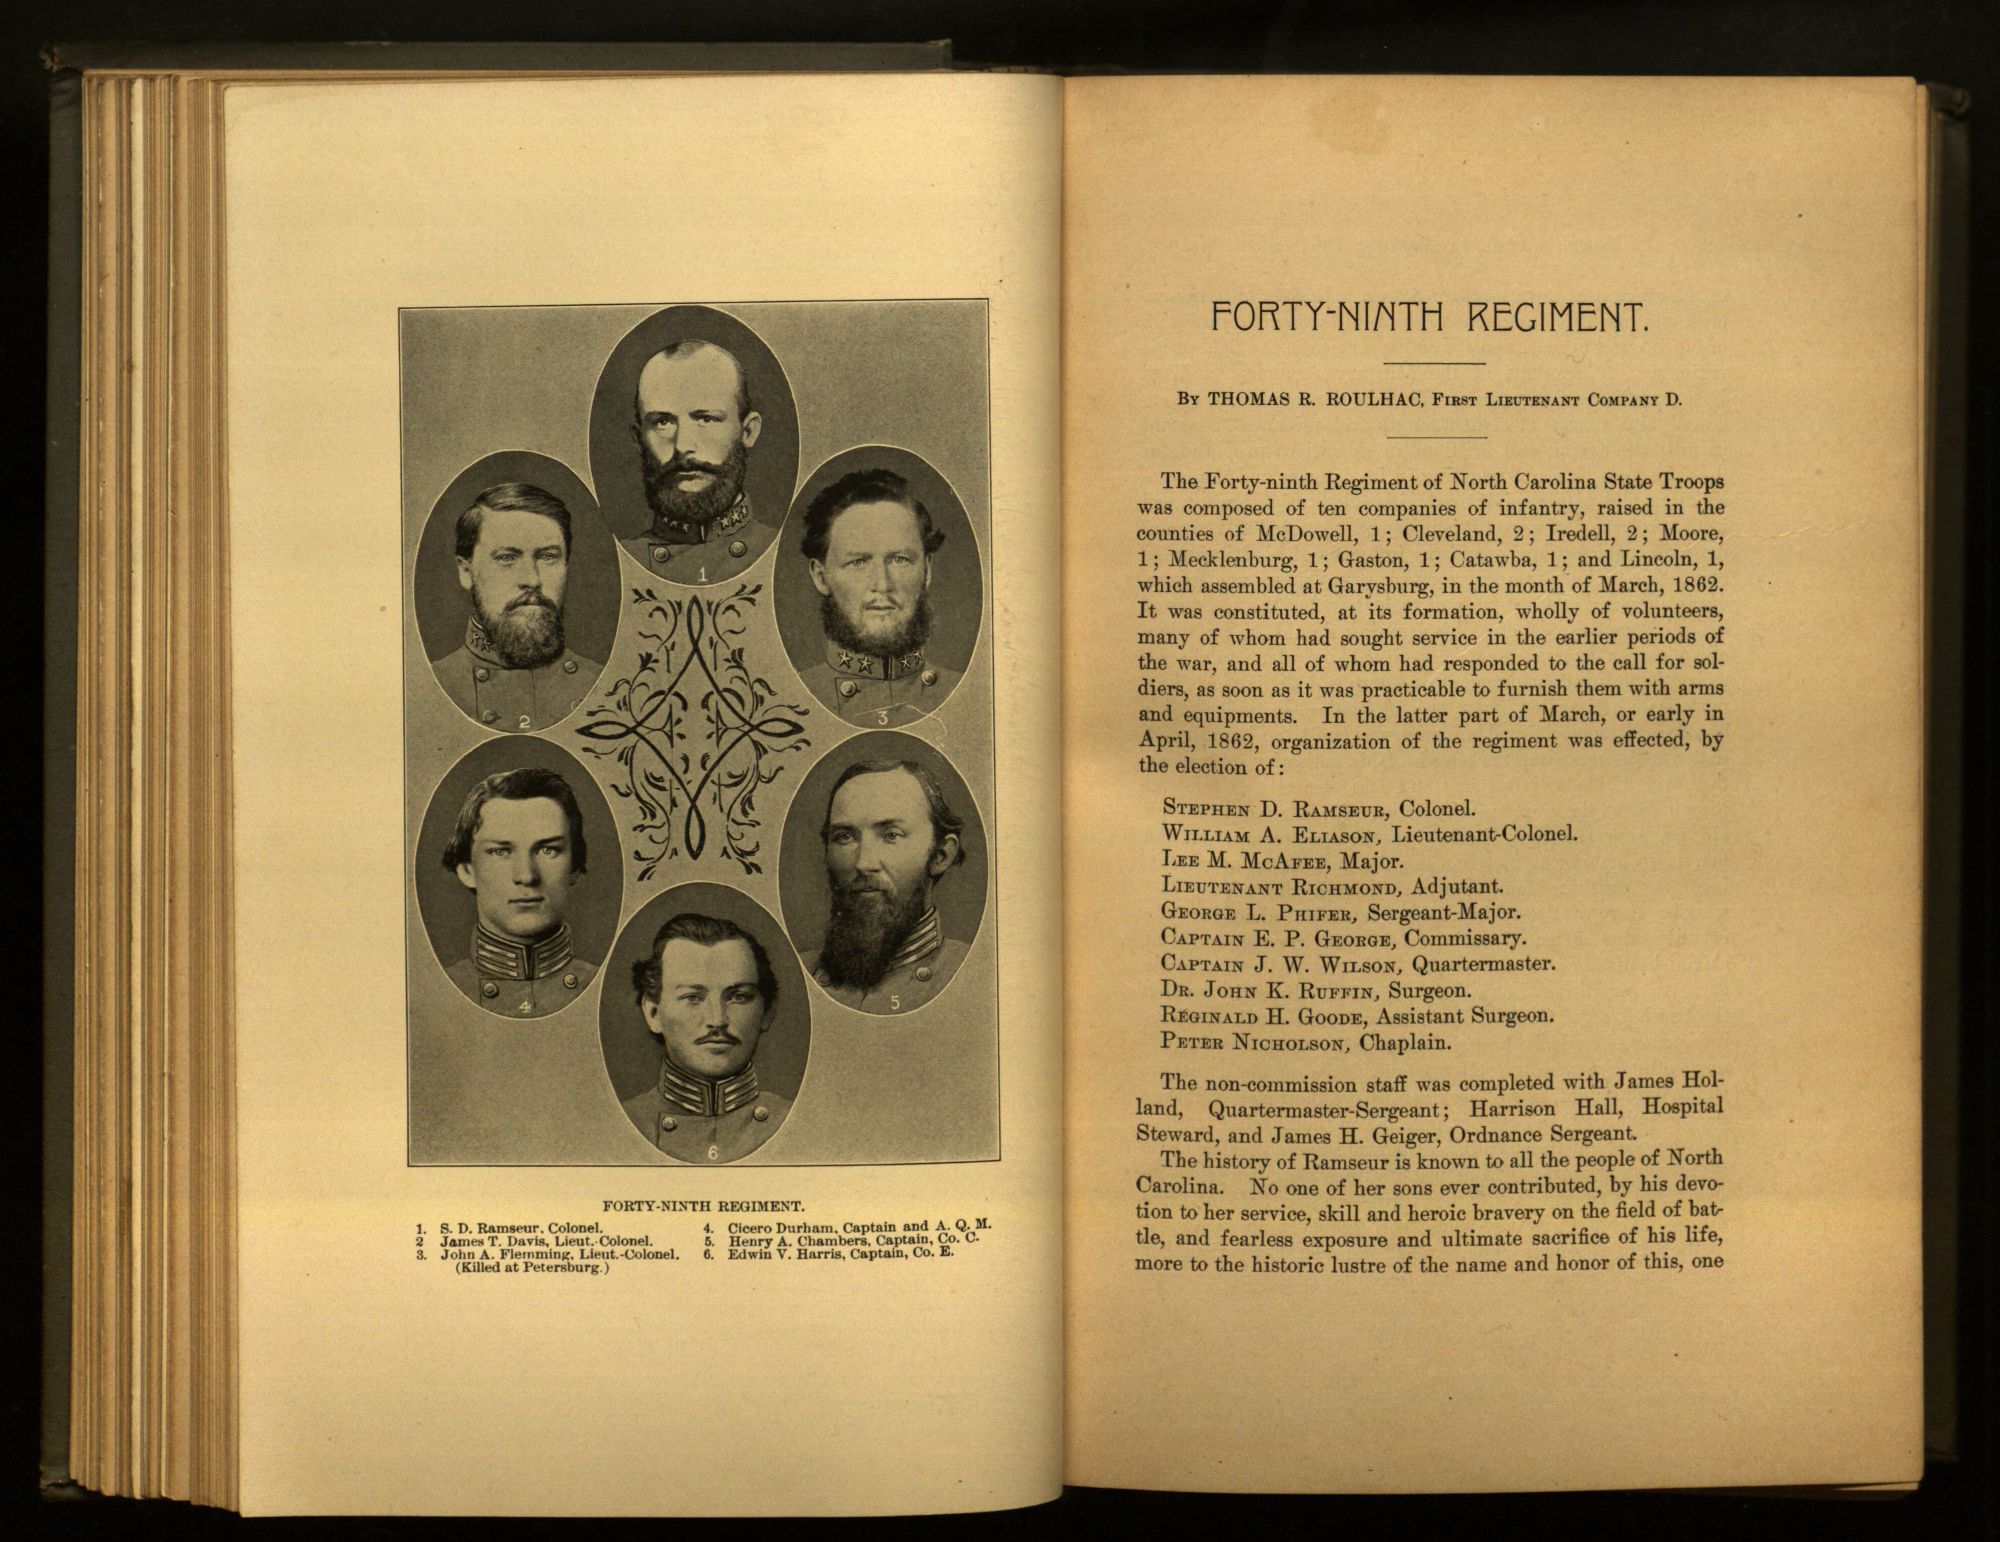 1
2
3
4
5
6
FORTY-NINTH REGIMENT.
1. S. D. Ramseur, Colonel.
2 James T. Davis, Lieut.-Colonel.
3. John A. Flemming, Lieut.-Colonel.
(Killed at Petersburg.)
4. Cicero Durham, Captain and A. Q. M.
5. Henry A. Chambers, Captain, Co. C.
6. Edwin V. Harris, Captain, Co. E.
FORTY-NINTH REGIMENT.
By THOMAS R. ROULHAC, First Lieutenant Company D.
The Forty-ninth Regiment of North Carolina State Troops
was composed of ten companies of infantry, raised in the
counties of McDowell, 1; Cleveland, 2; Iredell, 2; Moore,
1; Mecklenburg, 1; Gaston, 1; Catawba, 1; and Lincoln, 1,
which assembled at Garysburg, in the month of March, 1862.
It was constituted, at its formation, wholly of volunteers,
many of whom had sought service in the earlier periods of
the war, and all of whom had responded to the call for sol-
diers, as soon as it was practicable to furnish them with arms
and equipments. In the latter part of March, or early in
April, 1862, organization of the regiment was effected, by
the election of:
Stephen D. Ramseur, Colonel.
William A. Eliason, Lieutenant-Colonel.
Lee M. McAfee, Major.
Lieutenant Richmond, Adjutant.
George L. Phifer, Sergeant-Major.
Captain E. P. George, Commissary.
Captain J. W. Wilson, Quartermaster.
Dr. John K. Ruffin, Surgeon.
Reginald H. Goode, Assistant Surgeon.
Peter Nicholson, Chaplain.
The non-commission staff was completed with James Hol-
land, Quartermaster-Sergeant; Harrison Hall, Hospital
Steward, and James H. Geiger, Ordnance Sergeant.
The history of Ramseur is known to all the people of North
Carolina. No one of her sons ever contributed, by his devo-
tion to her service, skill and heroic bravery on the field of bat-
tle, and fearless exposure and ultimate sacrifice of his life,
more to the historic lustre of the name and honor of this, one